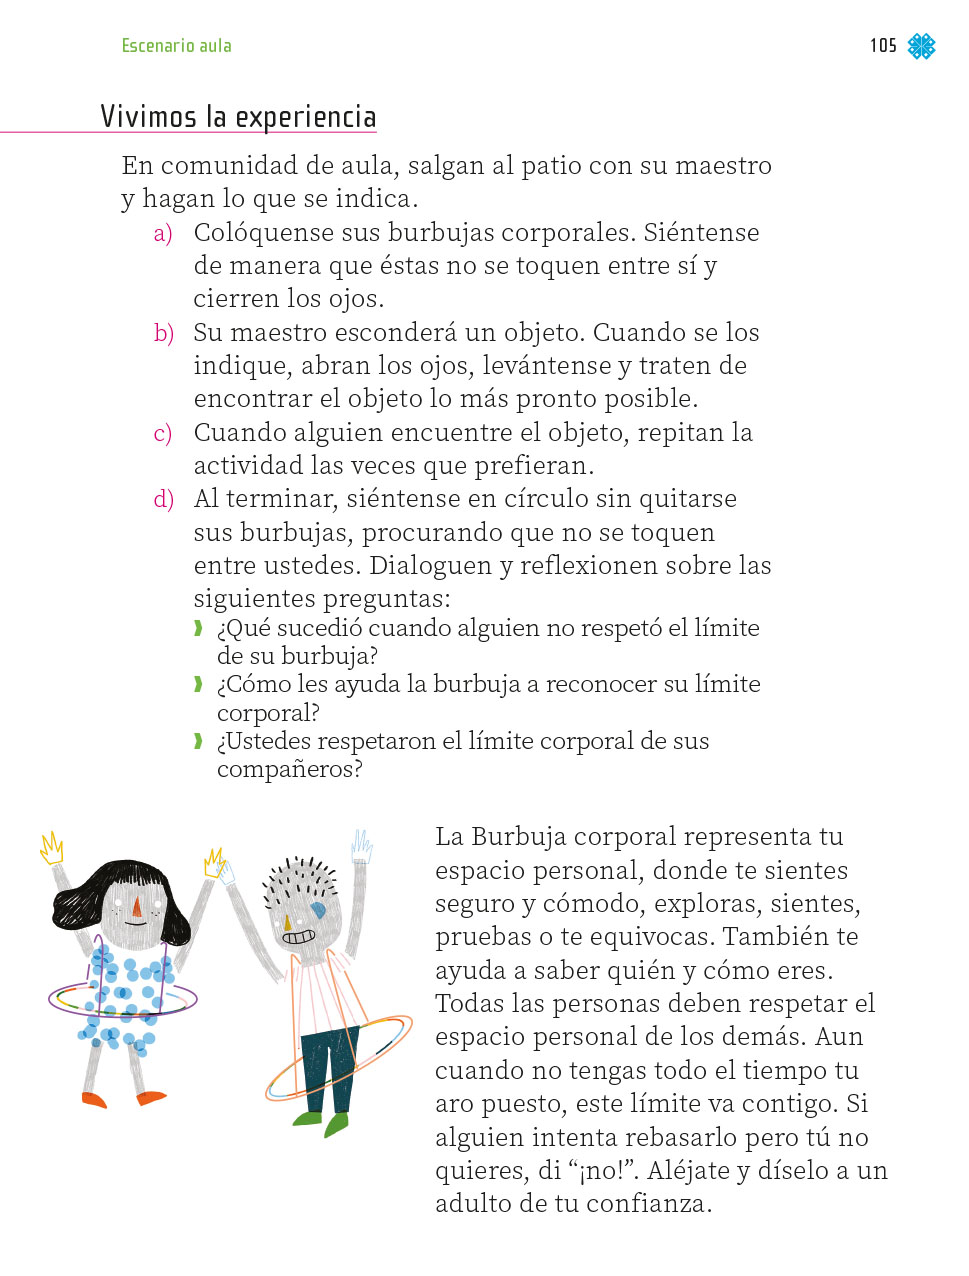 Escenario aula
105
Vivimos la experiencia
En comunidad de aula, salgan al patio con su maestro
y hagan lo que se indica.
a) Colóquense sus burbujas corporales. Siéntense
de manera que éstas no se toquen entre sí y
cierren los ojos.
b) Su maestro esconderá un objeto. Cuando se los
indique, abran los ojos, levántense y traten de
encontrar el objeto lo más pronto posible.
c) Cuando alguien encuentre el objeto, repitan la
actividad las veces que prefieran.
d) Al terminar, siéntense en círculo sin quitarse
sus burbujas, procurando que no se toquen
entre ustedes. Dialoguen y reflexionen sobre las
siguientes preguntas:
¿Qué sucedió cuando alguien no respetó el límite
de su burbuja?
¿Cómo les ayuda la burbuja a reconocer su límite
corporal?
¿Ustedes respetaron el límite corporal de sus
compañeros?
La Burbuja corporal representa tu
espacio personal, donde te sientes
seguro y cómodo, exploras, sientes,
pruebas o te equivocas. También te
ayuda a saber quién y cómo eres.
Todas las personas deben respetar el
espacio personal de los demás. Aun
cuando no tengas todo el tiempo tu
aro puesto, este límite va contigo. Si
alguien intenta rebasarlo pero tú no
quieres, di “¡no!”. Aléjate y díselo a un
adulto de tu confianza.